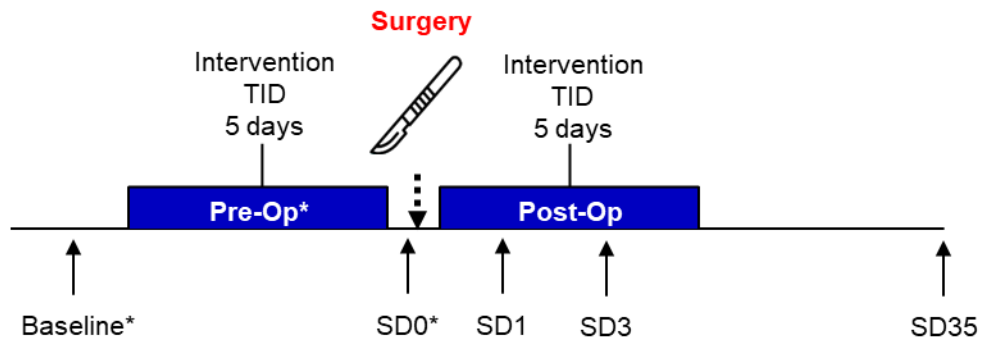 Surgery
Intervention
TID
5 days
Intervention
TID
5 days
Pre-Op*
Post-Op
Baseline*
SD0*
SD1
SD3
SD35